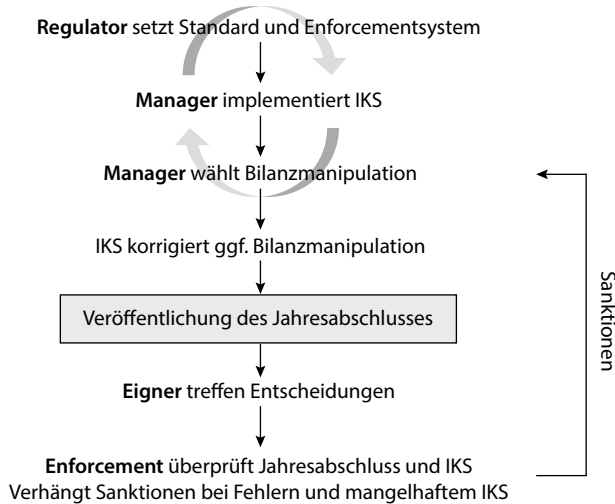 Regulator setzt Standard und Enforcementsystem
Manager implementiert IKS
Manager wählt Bilanzmanipulation
IKS korrigiert ggf. Bilanzmanipulation
Veröffentlichung des Jahresabschlusses
Eigner treffen Entscheidungen
Enforcement überprüft Jahresabschluss und IKS
Verhängt Sanktionen bei Fehlern und mangelhaftem IKS
Sanktionen